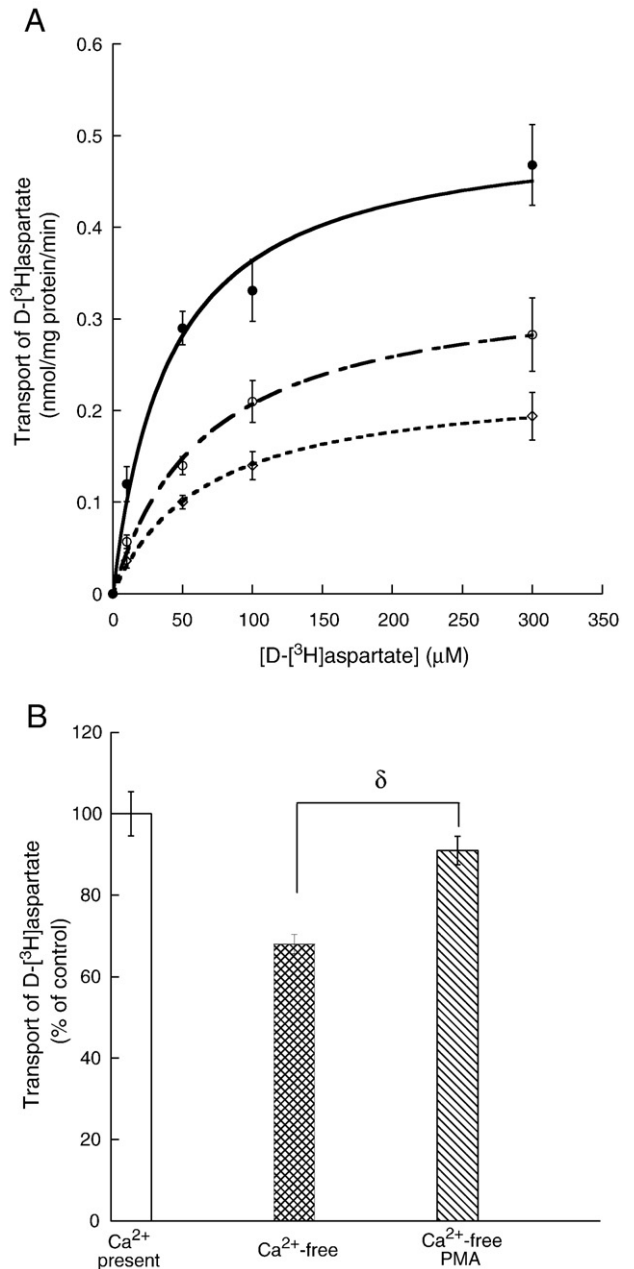 A
0.6
0.5
0.4
0.3
0.2
0.1
0
Transport of D-[³H]aspartate
(nmol/mg protein/min)
0 50 100 150 200 250 300 350
[D-[³H]aspartate] (μM)
B
120
100
80
60
40
20
0
Transport of D-[³H]aspartate
(% of control)
δ
Ca²⁺
present
Ca²⁺-free
Ca²⁺-free
PMA